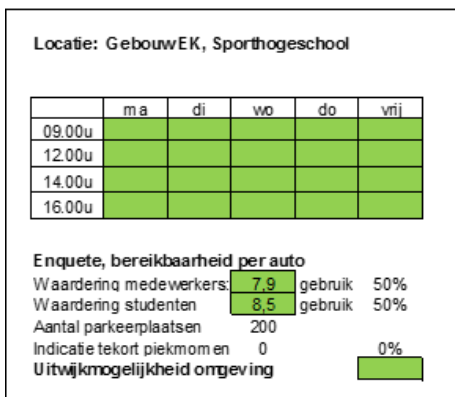 Locatie: Gebouw EK, Sporthogeschool
ma di wo do vrij
09.00u
12.00u
14.00u
16.00u
Enquete, bereikbaarheid per auto
Waardering medewerkers: 7,9 gebruik 50%
Waardering studenten 8,5 gebruik 50%
Aantal parkeerplaatsen 200
Indicatie tekort piekmomen 0 0%
Uitwijkmogelijkheid omgeving